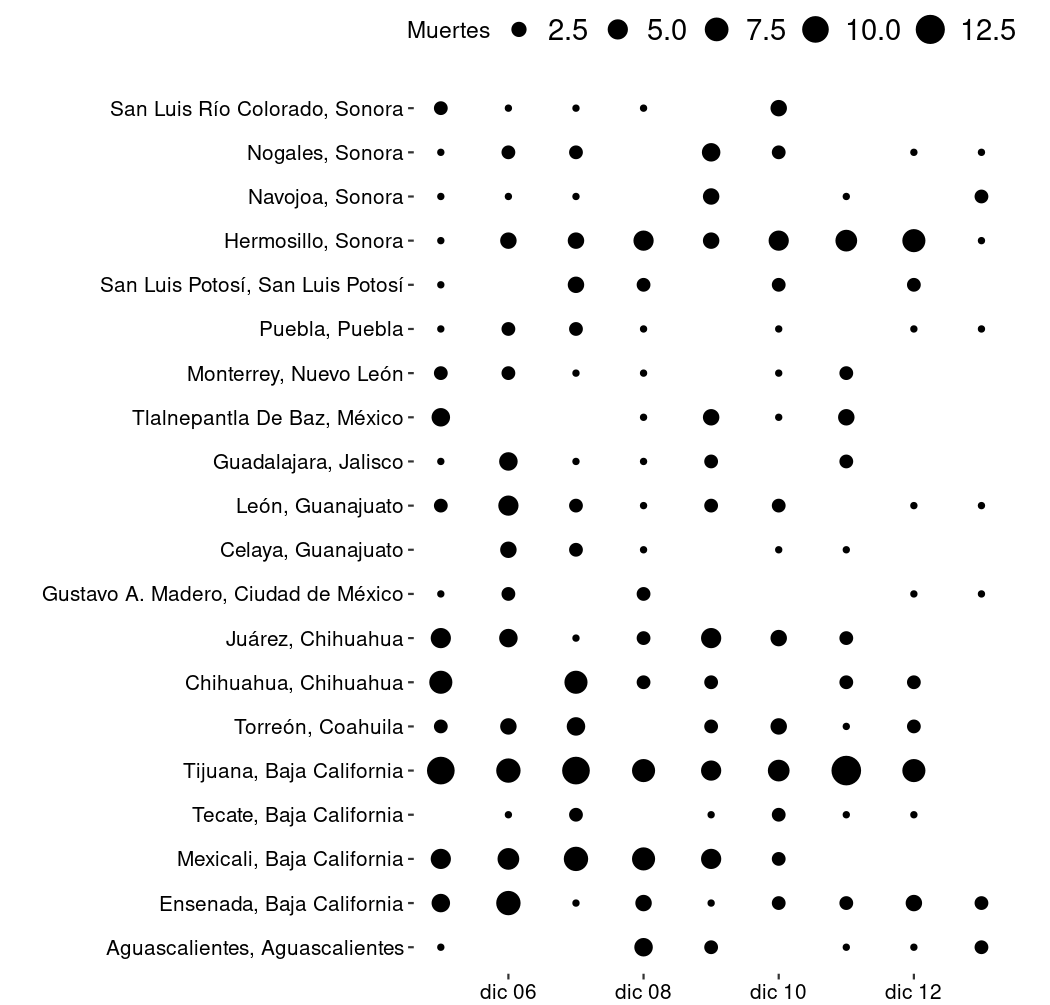 Muertes 2.5 5.0 7.5 10.0 12.5
San Luis Río Colorado, Sonora
Nogales, Sonora
Navojoa, Sonora
Hermosillo, Sonora
San Luis Potosí, San Luis Potosí
Puebla, Puebla
Monterrey, Nuevo León
Tlalnepantla De Baz, México
Guadalajara, Jalisco
León, Guanajuato
Celaya, Guanajuato
Gustavo A. Madero, Ciudad de México
Juárez, Chihuahua
Chihuahua, Chihuahua
Torreón, Coahuila
Tijuana, Baja California
Tecate, Baja California
Mexicali, Baja California
Ensenada, Baja California
Aguascalientes, Aguascalientes
dic 06 dic 08 dic 10 dic 12